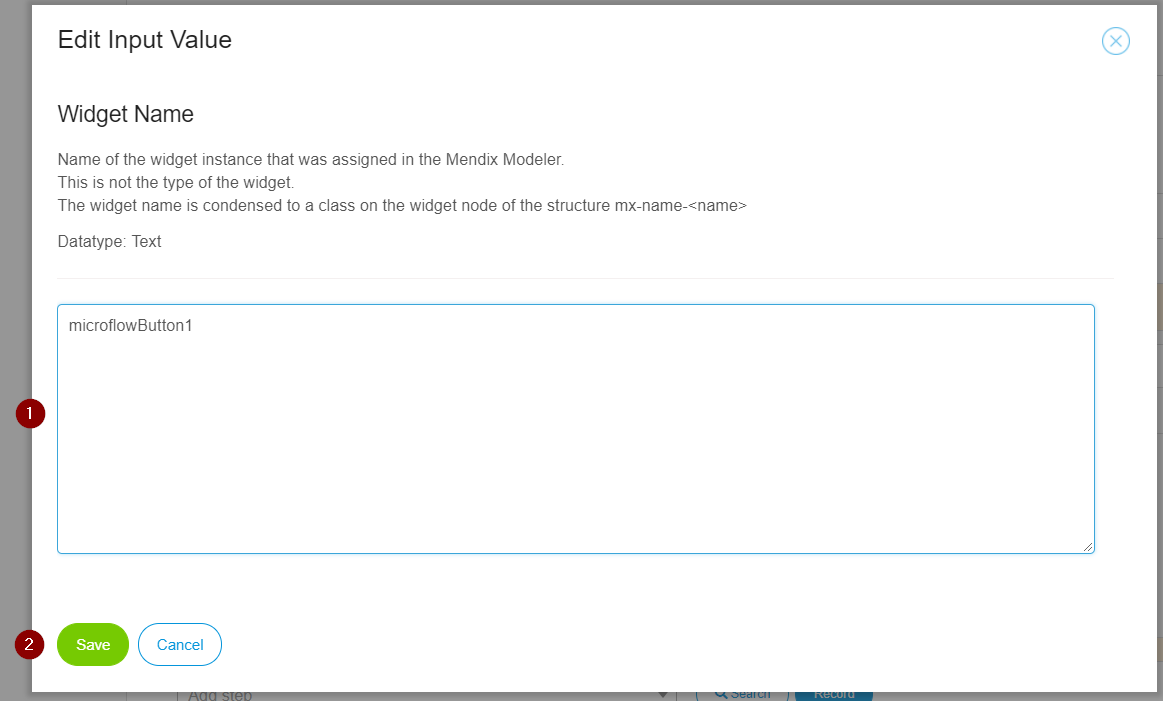 Edit Input Value
Widget Name
Name of the widget instance that was assigned in the Mendix Modeler.
This is not the type of the widget.
The widget name is condensed to a class on the widget node of the structure mx-name-<name>
Datatype: Text
microflowButton1
1
2
Save
Cancel
Add step
Search
Record